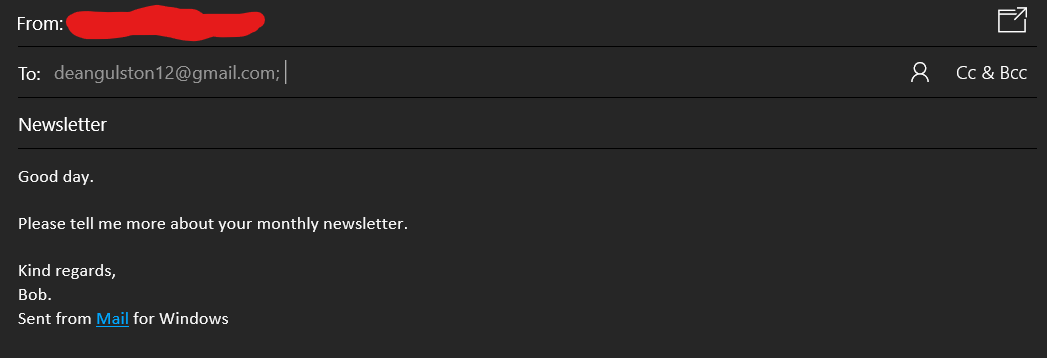 From:
To: deangulston12@gmail.com; Cc & Bcc
Newsletter
Good day.
Please tell me more about your monthly newsletter.
Kind regards,
Bob.
Sent from Mail for Windows